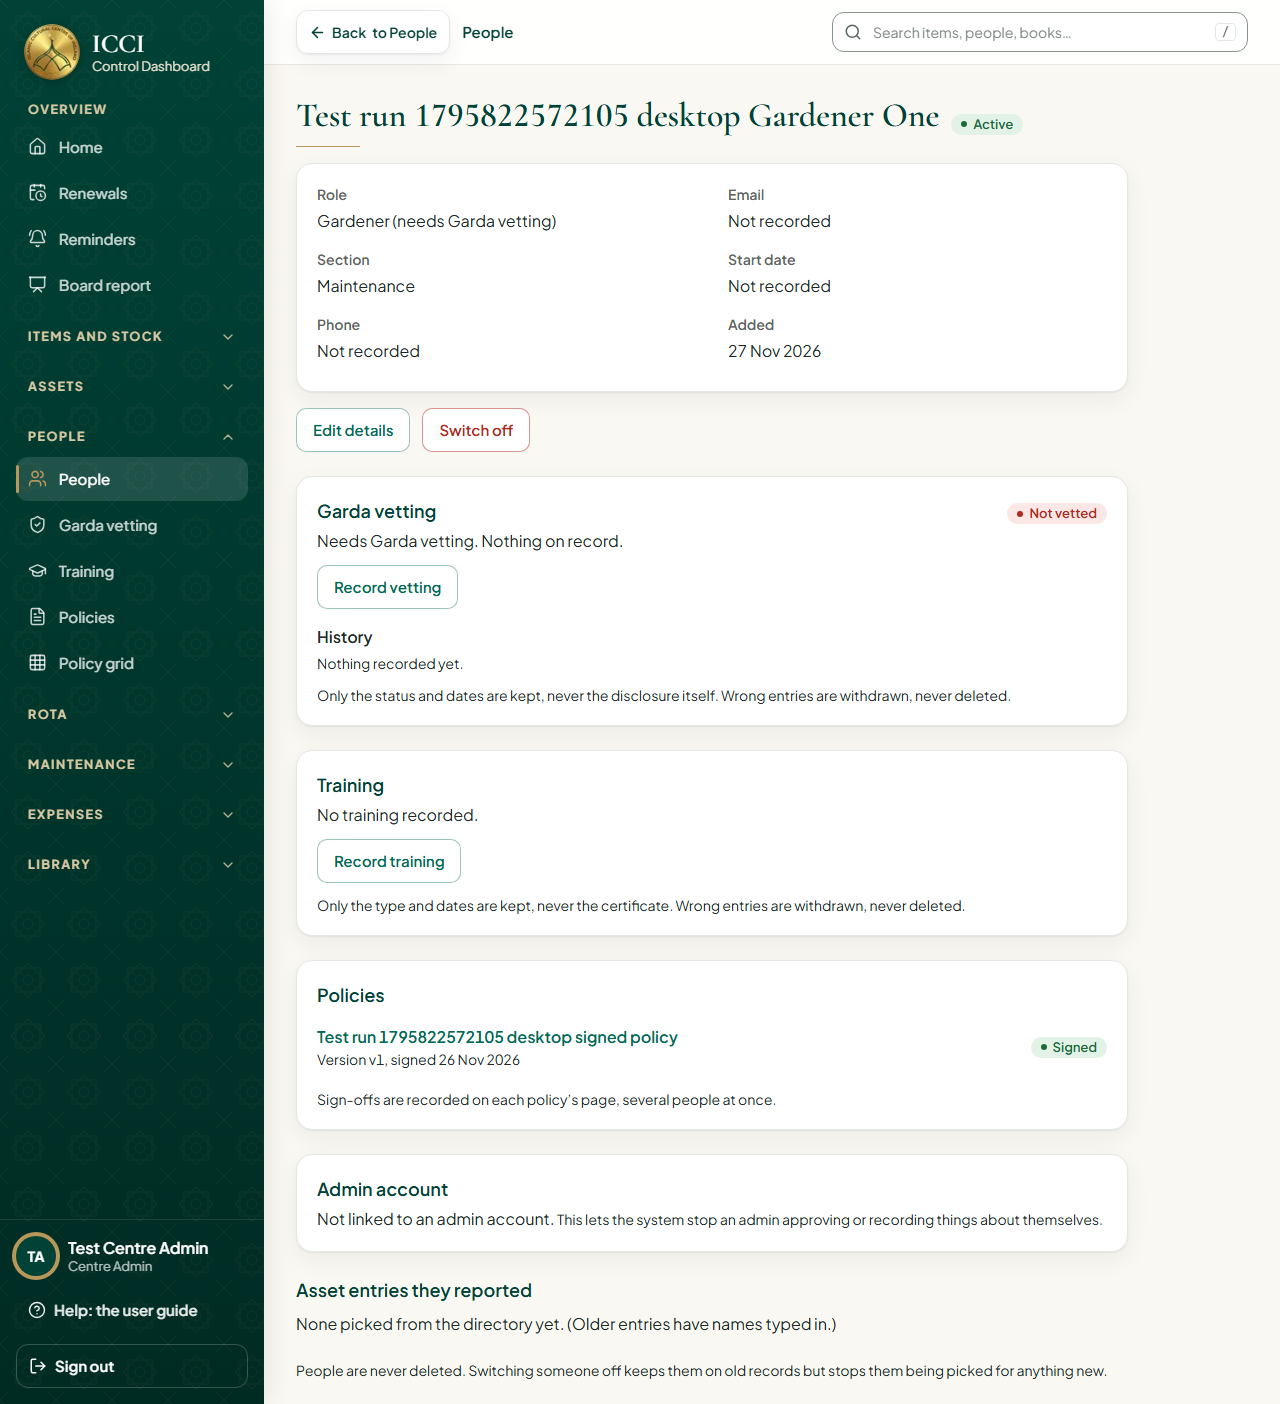 ICCI
Control Dashboard
OVERVIEW
Home
Renewals
Reminders
Board report
ITEMS AND STOCK
ASSETS
PEOPLE
People
Garda vetting
Training
Policies
Policy grid
ROTA
MAINTENANCE
EXPENSES
LIBRARY
TA
Test Centre Admin
Centre Admin
Help: the user guide
Sign out
Back to People
People
Search items, people, books...
/
Test run 1795822572105 desktop Gardener One
Active
Role
Gardener (needs Garda vetting)
Email
Not recorded
Section
Maintenance
Start date
Not recorded
Phone
Not recorded
Added
27 Nov 2026
Edit details
Switch off
Garda vetting
Not vetted
Needs Garda vetting. Nothing on record.
Record vetting
History
Nothing recorded yet.
Only the status and dates are kept, never the disclosure itself. Wrong entries are withdrawn, never deleted.
Training
No training recorded.
Record training
Only the type and dates are kept, never the certificate. Wrong entries are withdrawn, never deleted.
Policies
Test run 1795822572105 desktop signed policy
Version v1, signed 26 Nov 2026
Signed
Sign-offs are recorded on each policy's page, several people at once.
Admin account
Not linked to an admin account. This lets the system stop an admin approving or recording things about themselves.
Asset entries they reported
None picked from the directory yet. (Older entries have names typed in.)
People are never deleted. Switching someone off keeps them on old records but stops them being picked for anything new.